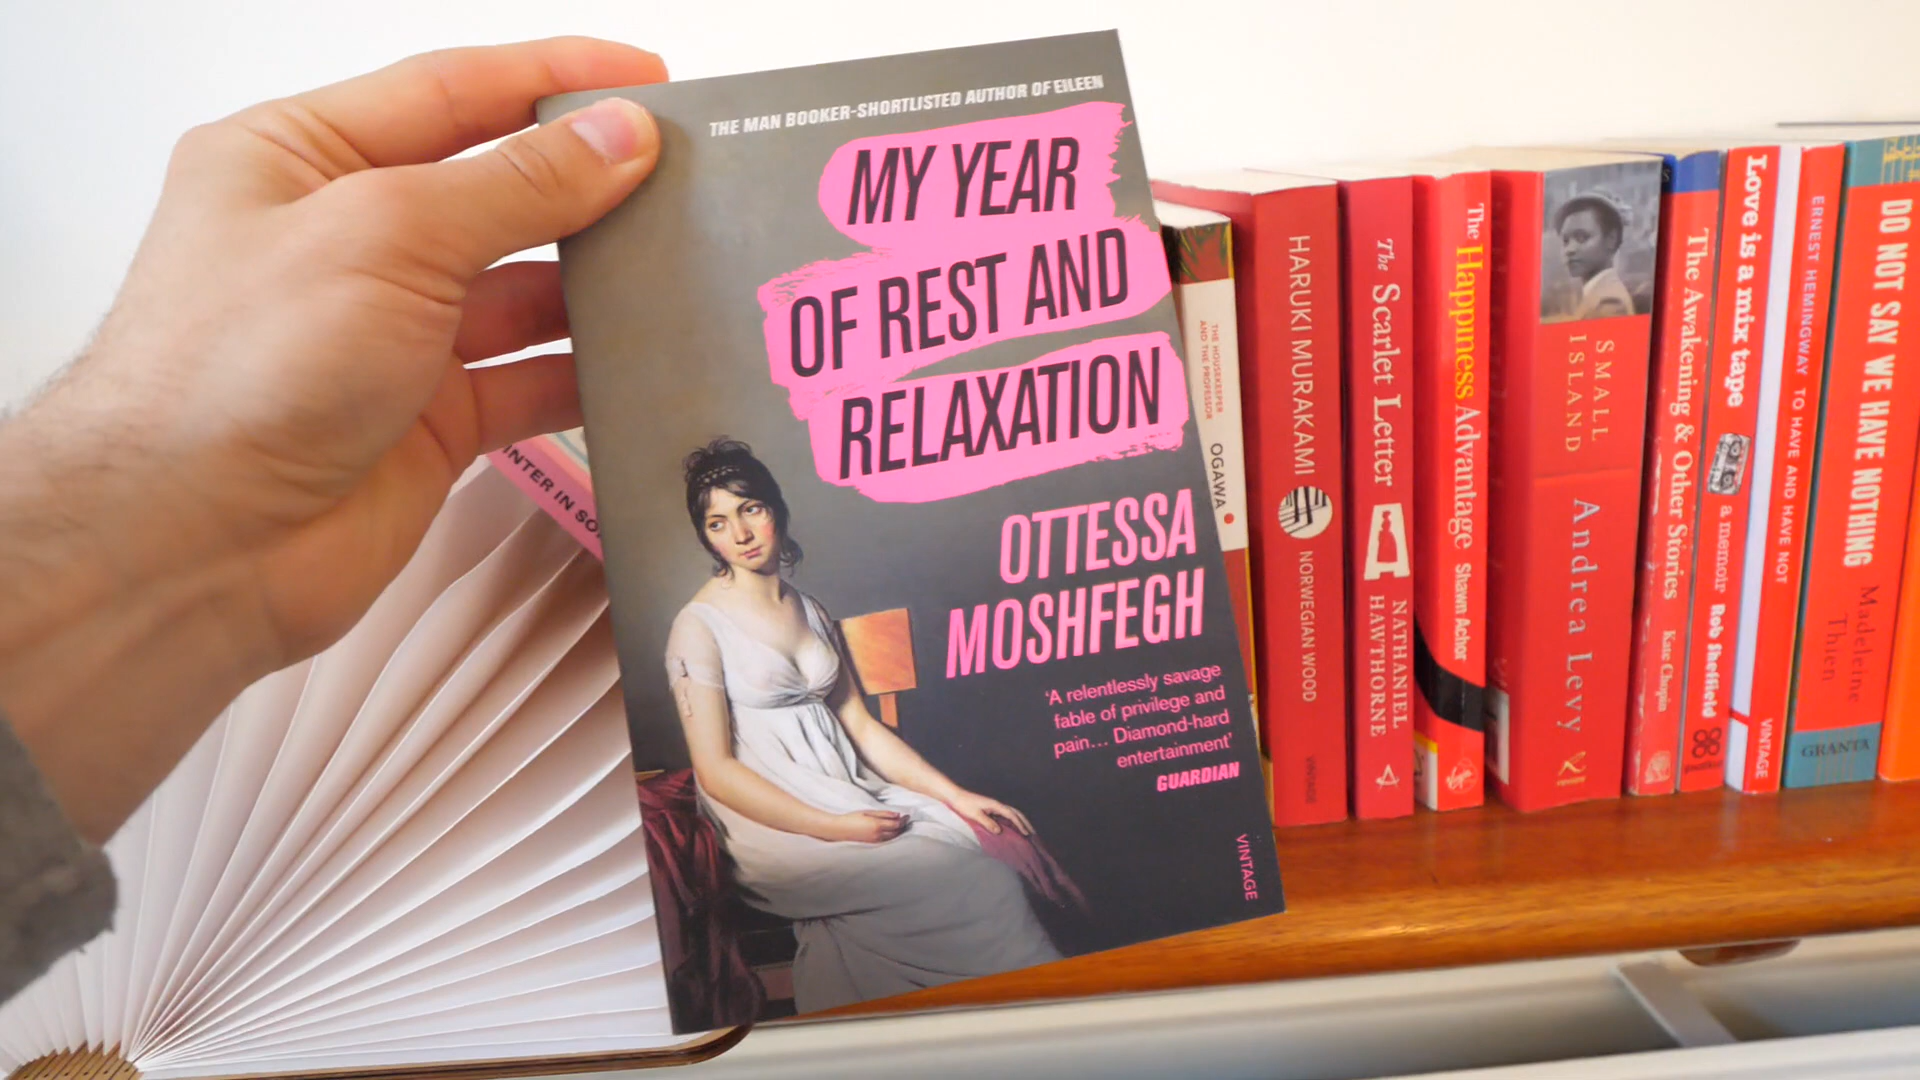 THE MAN BOOKER-SHORTLISTED AUTHOR OF EILEEN
MY YEAR
OF REST AND
RELAXATION
OTTESSA
MOSHFEGH
'A relentlessly savage
fable of privilege and
pain... Diamond-hard
entertainment'
GUARDIAN
VINTAGE
INTER IN SO
THE HOUSEKEEPER
AND THE PROFESSOR
OGAWA
HARUKI MURAKAMI
NORWEGIAN WOOD
VINTAGE
The Scarlet Letter
A
NATHANIEL
HAWTHORNE
The Happiness Advantage
Shawn Achor
SMALL
ISLAND
Andrea Levy
The Awakening & Other Stories
Kate Chopin
Love is a mix tape
a memoir
Rob Sheffield
ERNEST HEMINGWAY
TO HAVE AND HAVE NOT
VINTAGE
DO NOT SAY WE HAVE NOTHING
Madeleine
Thien
GRANTA